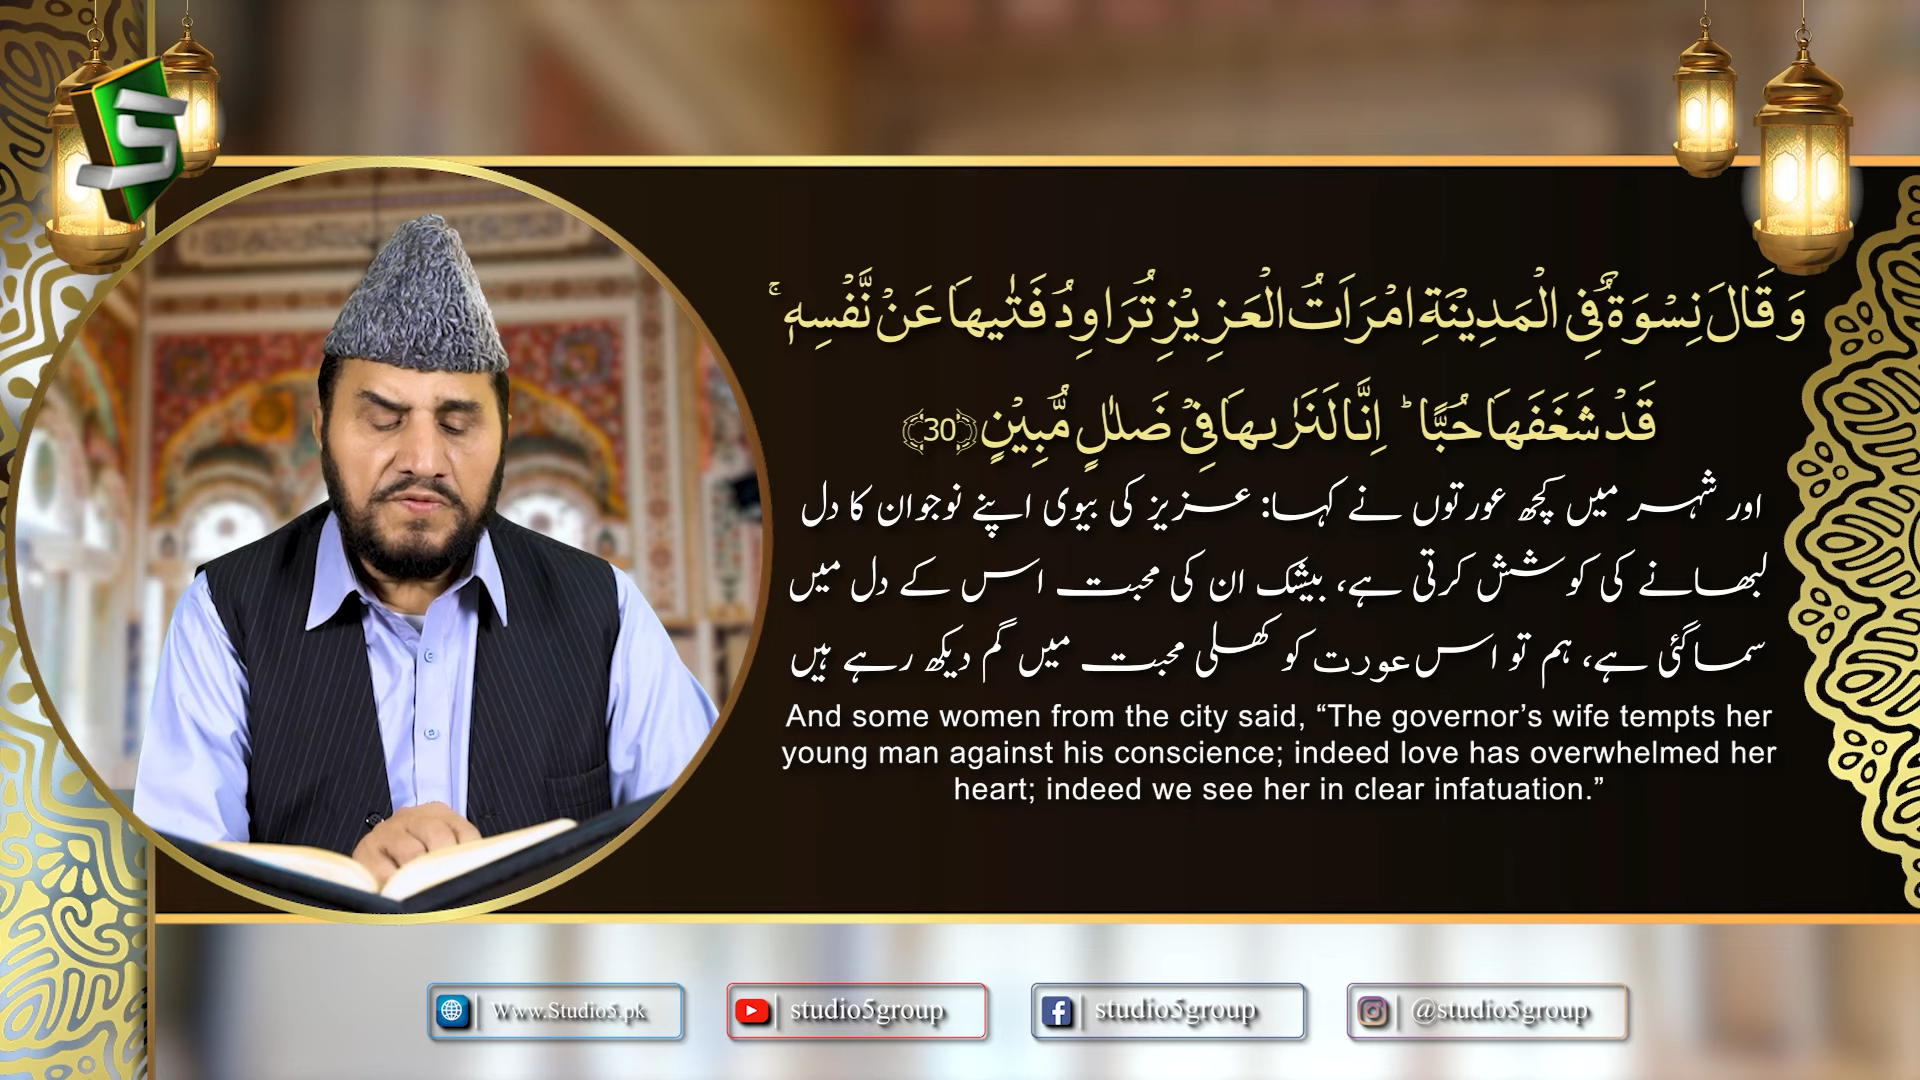 وَ قَالَ نِسْوَةٌ فِی الْمَدِیْنَةِ امْرَاَتُ الْعَزِیْزِ تُرَاوِدُ فَتٰىهَا عَنْ نَّفْسِهٖۚ
قَدْ شَغَفَهَا حُبًّاؕ اِنَّا لَنَرٰىهَا فِیْ ضَلٰلٍ مُّبِیْنٍ ﴿30﴾
اور شہر میں کچھ عورتوں نے کہا: عزیز کی بیوی اپنے نوجوان کا دل
لبھانے کی کوشش کرتی ہے، بیشک ان کی محبت اس کے دل میں
سماگئی ہے، ہم تو اس عورت کو کھلی محبت میں گم دیکھ رہے ہیں
And some women from the city said, “The governor’s wife tempts her
young man against his conscience; indeed love has overwhelmed her
heart; indeed we see her in clear infatuation.”
Www.Studio5.pk
studio5group
studio5group
@studio5group